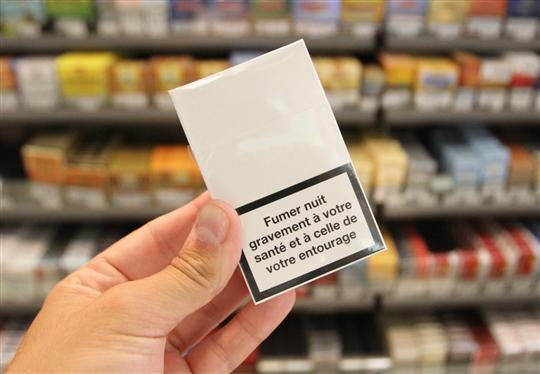 Fumer nuit
gravement à votre
santé et à celle de
votre entourage